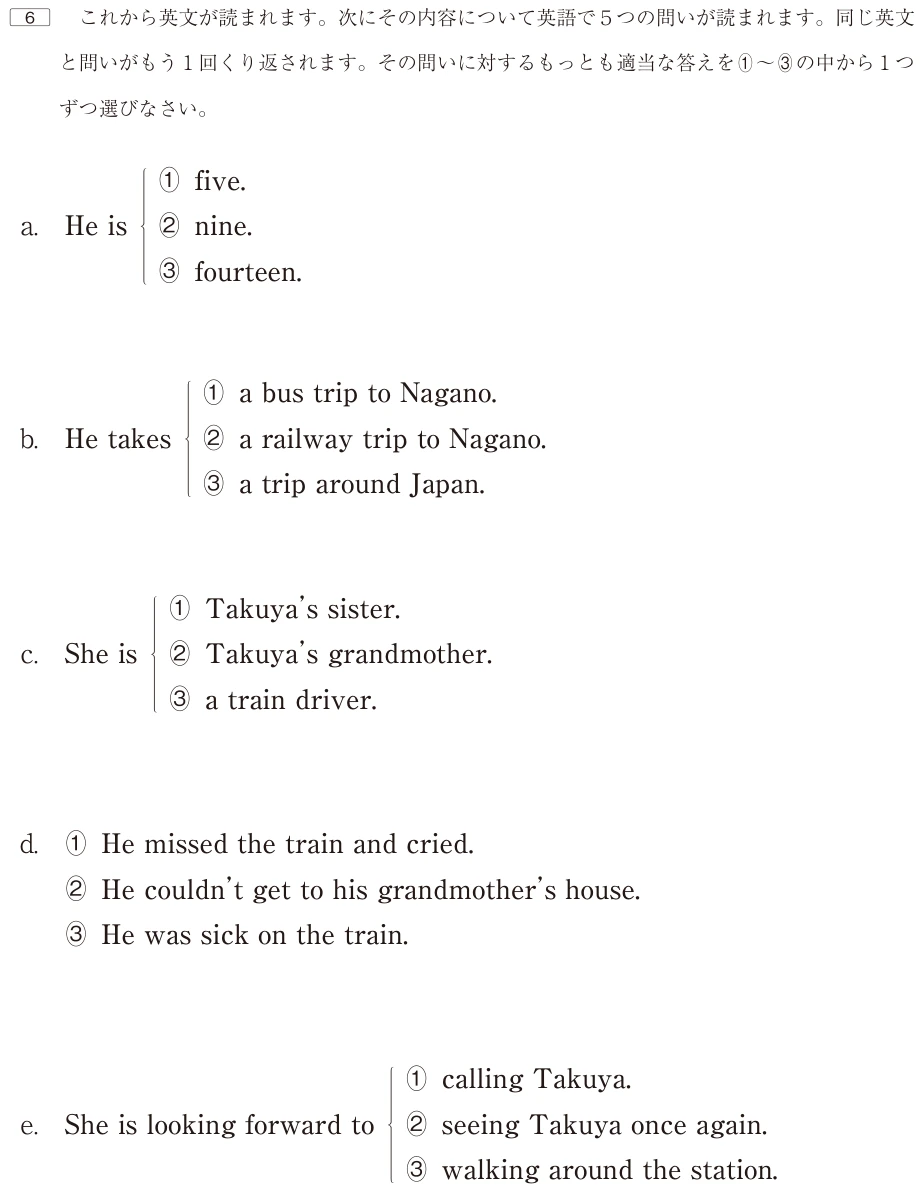 6 これから英文が読まれます。次にその内容について英語で5つの問いが読まれます。同じ英文
と問いがもう1回くり返されます。その問いに対するもっとも適当な答えを①〜③の中から1つ
ずつ選びなさい。
① five.
a. He is ② nine.
③ fourteen.
① a bus trip to Nagano.
b. He takes ② a railway trip to Nagano.
③ a trip around Japan.
① Takuya's sister.
c. She is ② Takuya's grandmother.
③ a train driver.
d. ① He missed the train and cried.
② He couldn't get to his grandmother's house.
③ He was sick on the train.
① calling Takuya.
e. She is looking forward to ② seeing Takuya once again.
③ walking around the station.